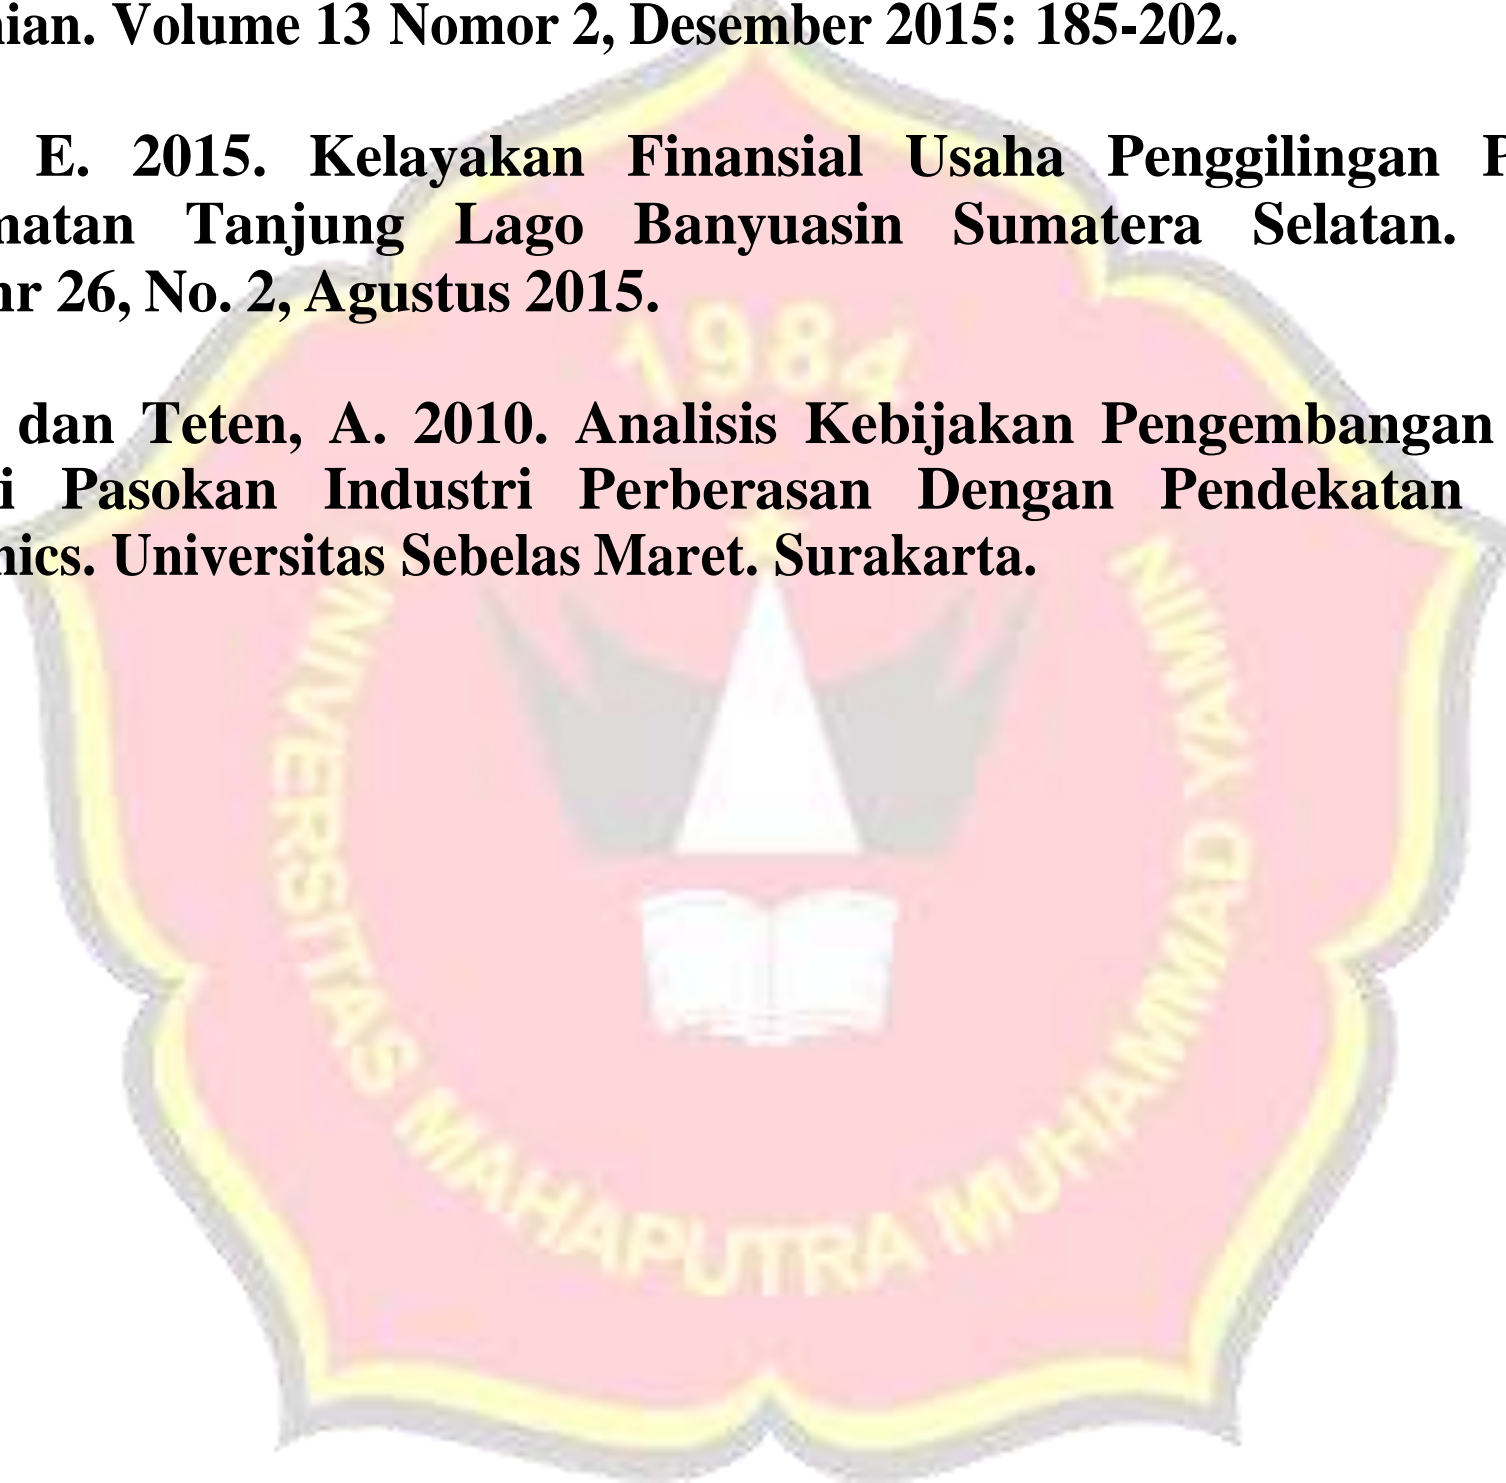 nian. Volume 13 Nomor 2, Desember 2015: 185-202.
E. 2015. Kelayakan Finansial Usaha Penggilingan P
matan Tanjung Lago Banyuasin Sumatera Selatan.
nr 26, No. 2, Agustus 2015.
dan Teten, A. 2010. Analisis Kebijakan Pengembangan
i Pasokan Industri Perberasan Dengan Pendekatan
nics. Universitas Sebelas Maret. Surakarta.
1984
UNIVERSITAS MAHAPUTRA MUHAMMAD YAMIN